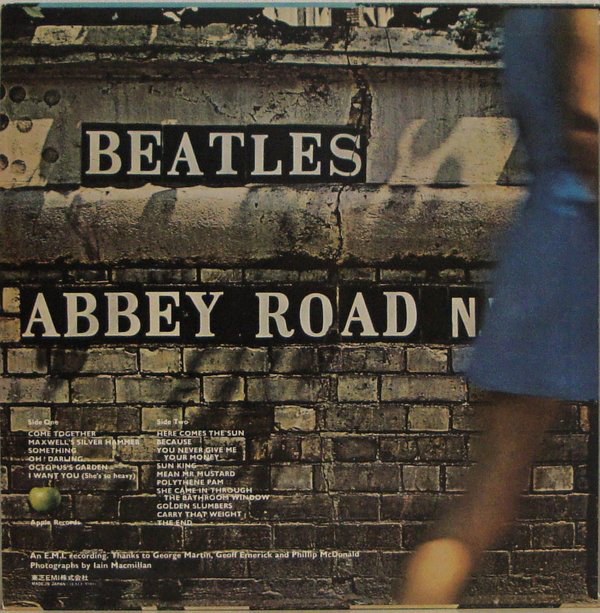 BEATLES
ABBEY ROAD N
Side One
COME TOGETHER
MAXWELL'S SILVER HAMMER
SOMETHING
OH! DARLING
OCTOPUS'S GARDEN
I WANT YOU (She's so heavy)
Side Two
HERE COMES THE SUN
BECAUSE
YOU NEVER GIVE ME
YOUR MONEY
SUN KING
MEAN MR MUSTARD
POLYTHENE PAM
SHE CAME IN THROUGH
THE BATHROOM WINDOW
GOLDEN SLUMBERS
CARRY THAT WEIGHT
THE END
Apple Records
An E.M.I. recording. Thanks to George Martin, Geoff Emerick and Phillip McDonald
Photographs by Iain Macmillan
東芝EMI株式会社
MADE IN JAPAN